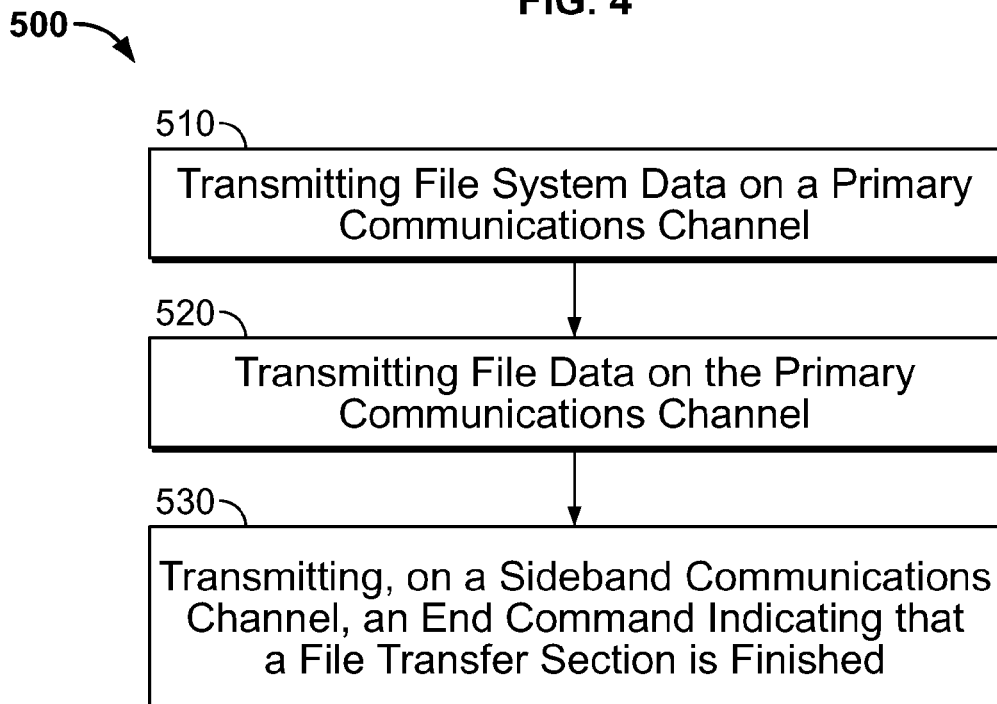 FIG. 4
500
510
Transmitting File System Data on a Primary
Communications Channel
520
Transmitting File Data on the Primary
Communications Channel
530
Transmitting, on a Sideband Communications
Channel, an End Command Indicating that
a File Transfer Section is Finished